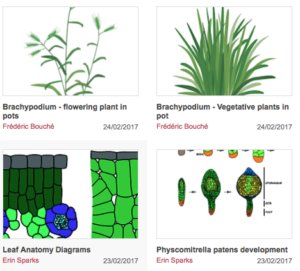 Brachypodium - flowering plant in
pots
Frédéric Bouché 24/02/2017
Brachypodium - Vegetative plants in
pot
Frédéric Bouché 24/02/2017
Leaf Anatomy Diagrams
Erin Sparks 23/02/2017
Physcomitrella patens development
Erin Sparks 23/02/2017